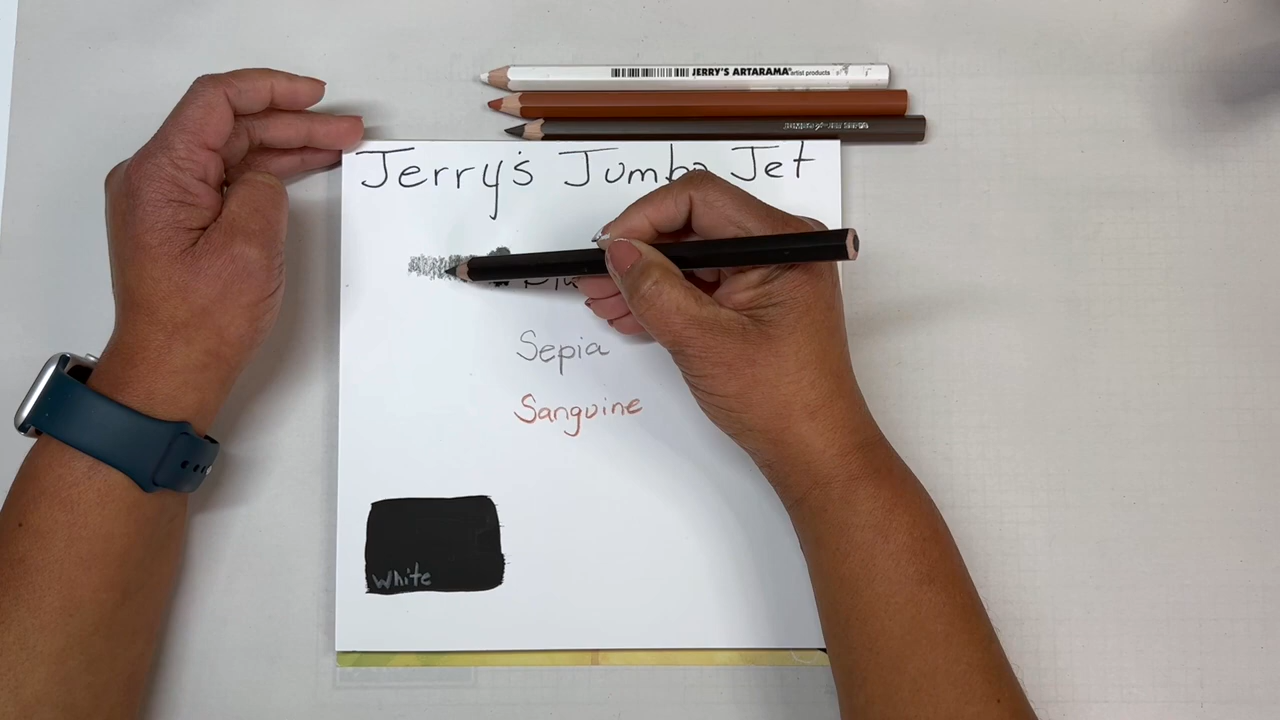 JERRY'S ARTARAMA artist products
Jerry's Jumbo Jet
Sepia
Sanguine
White